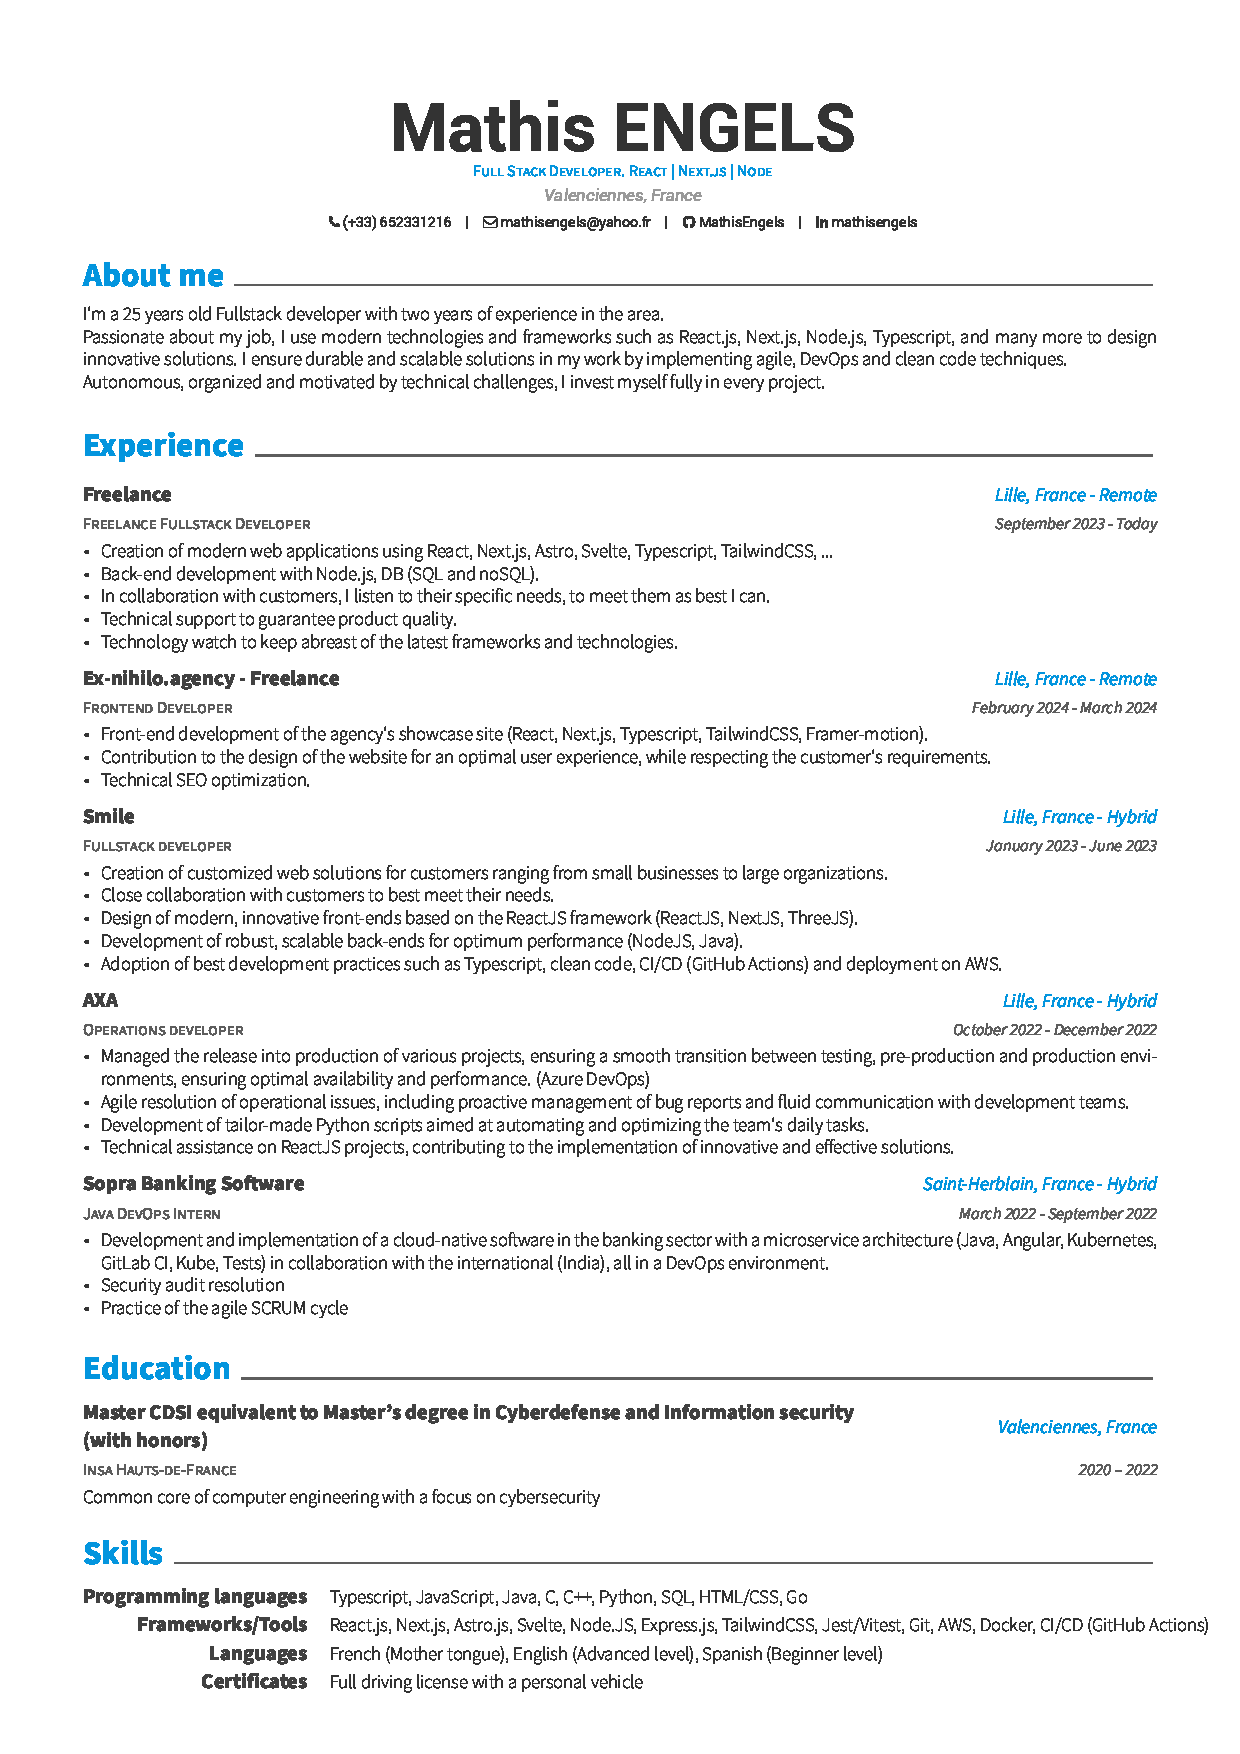 Mathis ENGELS
Full Stack Developer. React | Next.js | Node
Valenciennes, France
(+33) 652331216 | mathisengels@yahoo.fr | MathisEngels | mathisengels
About me
I'm a 25 years old Fullstack developer with two years of experience in the area.
Passionate about my job, I use modern technologies and frameworks such as React.js, Next.js, Node.js, Typescript, and many more to design
innovative solutions. I ensure durable and scalable solutions in my work by implementing agile, DevOps and clean code techniques.
Autonomous, organized and motivated by technical challenges, I invest myself fully in every project.
Experience
Freelance Lille, France - Remote
Freelance Fullstack Developer September 2023 - Today
• Creation of modern web applications using React, Next.js, Astro, Svelte, Typescript, TailwindCSS, ...
• Back-end development with Node.js, DB (SQL and noSQL).
• In collaboration with customers, I listen to their specific needs, to meet them as best I can.
• Technical support to guarantee product quality.
• Technology watch to keep abreast of the latest frameworks and technologies.
Ex-nihilo.agency - Freelance Lille, France - Remote
Frontend Developer February 2024 - March 2024
• Front-end development of the agency's showcase site (React, Next.js, Typescript, TailwindCSS, Framer-motion).
• Contribution to the design of the website for an optimal user experience, while respecting the customer's requirements.
• Technical SEO optimization.
Smile Lille, France - Hybrid
Fullstack developer January 2023 - June 2023
• Creation of customized web solutions for customers ranging from small businesses to large organizations.
• Close collaboration with customers to best meet their needs.
• Design of modern, innovative front-ends based on the ReactJS framework (ReactJS, NextJS, ThreeJS).
• Development of robust, scalable back-ends for optimum performance (NodeJS, Java).
• Adoption of best development practices such as Typescript, clean code, CI/CD (GitHub Actions) and deployment on AWS.
AXA Lille, France - Hybrid
Operations developer October 2022 - December 2022
• Managed the release into production of various projects, ensuring a smooth transition between testing, pre-production and production envi-
ronments, ensuring optimal availability and performance. (Azure DevOps)
• Agile resolution of operational issues, including proactive management of bug reports and fluid communication with development teams.
• Development of tailor-made Python scripts aimed at automating and optimizing the team's daily tasks.
• Technical assistance on ReactJS projects, contributing to the implementation of innovative and effective solutions.
Sopra Banking Software Saint-Herblain, France - Hybrid
Java DevOps Intern March 2022 - September 2022
• Development and implementation of a cloud-native software in the banking sector with a microservice architecture (Java, Angular, Kubernetes,
GitLab CI, Kube, Tests) in collaboration with the international (India), all in a DevOps environment.
• Security audit resolution
• Practice of the agile SCRUM cycle
Education
Master CDSI equivalent to Master's degree in Cyberdefense and Information security
(with honors) Valenciennes, France
Insa Hauts-de-France 2020 – 2022
Common core of computer engineering with a focus on cybersecurity
Skills
Programming languages Typescript, JavaScript, Java, C, C++, Python, SQL, HTML/CSS, Go
Frameworks/Tools React.js, Next.js, Astro.js, Svelte, Node.JS, Express.js, TailwindCSS, Jest/Vitest, Git, AWS, Docker, CI/CD (GitHub Actions)
Languages French (Mother tongue), English (Advanced level), Spanish (Beginner level)
Certificates Full driving license with a personal vehicle